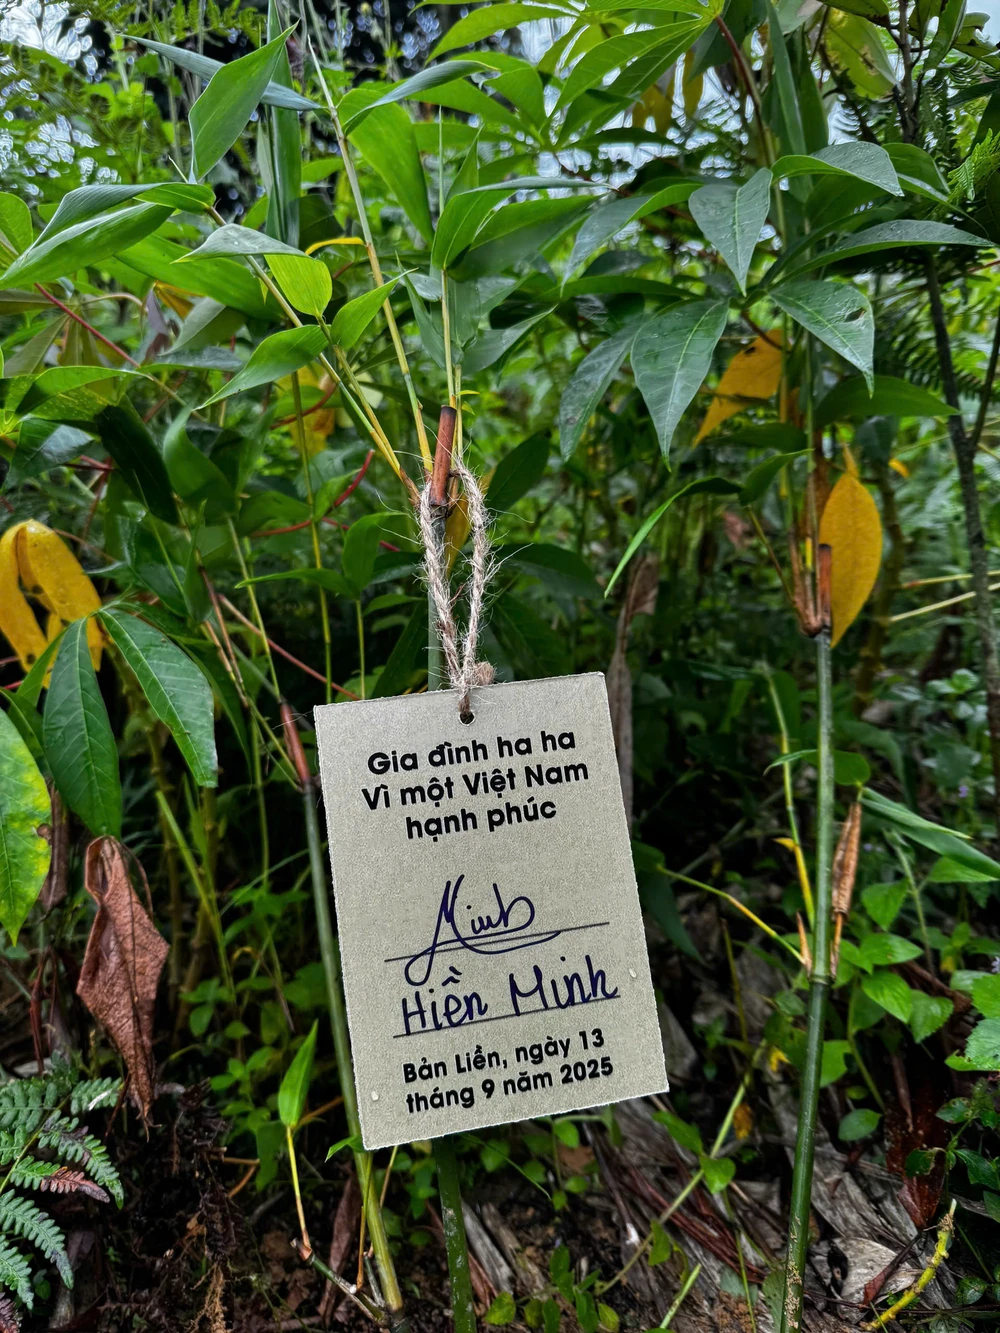 Gia đình ha ha
Vì một Việt Nam
hạnh phúc
Minh
Hiền Minh
Bản Liền, ngày 13
tháng 9 năm 2025